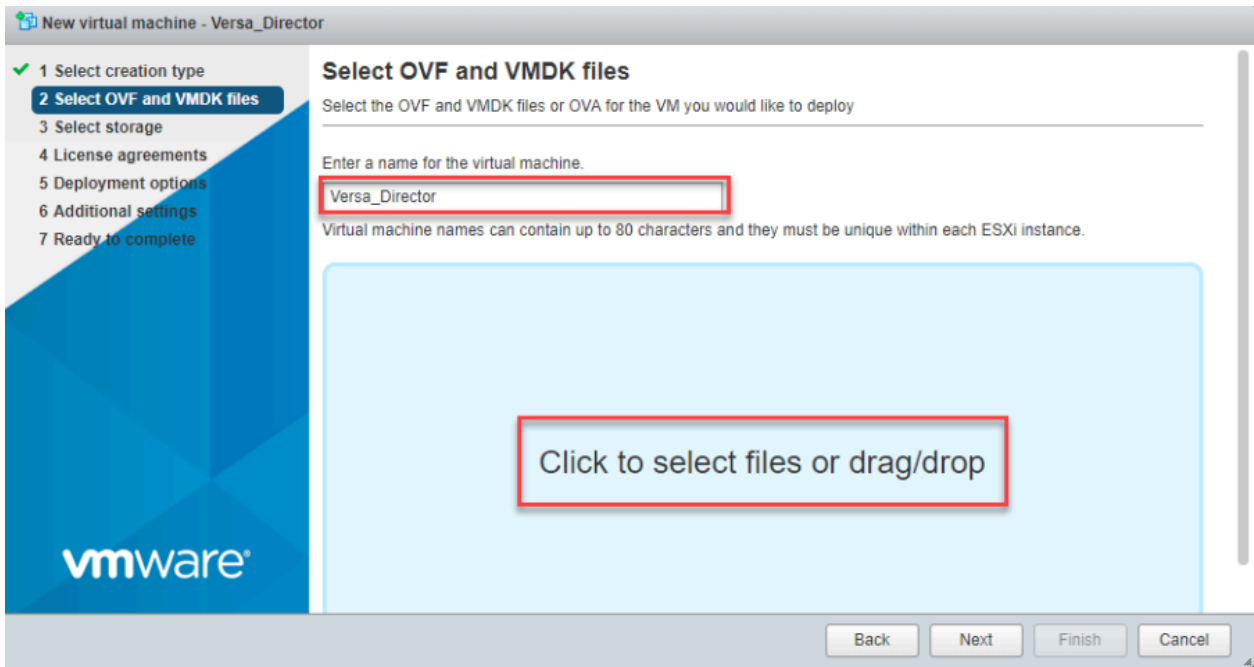 New virtual machine - Versa_Director
1 Select creation type
2 Select OVF and VMDK files
3 Select storage
4 License agreements
5 Deployment options
6 Additional settings
7 Ready to complete
vmware®
Select OVF and VMDK files
Select the OVF and VMDK files or OVA for the VM you would like to deploy
Enter a name for the virtual machine.
Versa_Director
Virtual machine names can contain up to 80 characters and they must be unique within each ESXi instance.
Click to select files or drag/drop
Back Next Finish Cancel